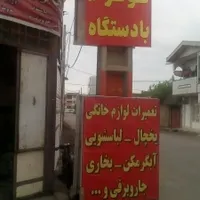 بادستگاه
تعمیرات لوازم خانگی
یخچال _ لباسشویی
آبگرمکن _ بخاری
جاروبرقی و ...